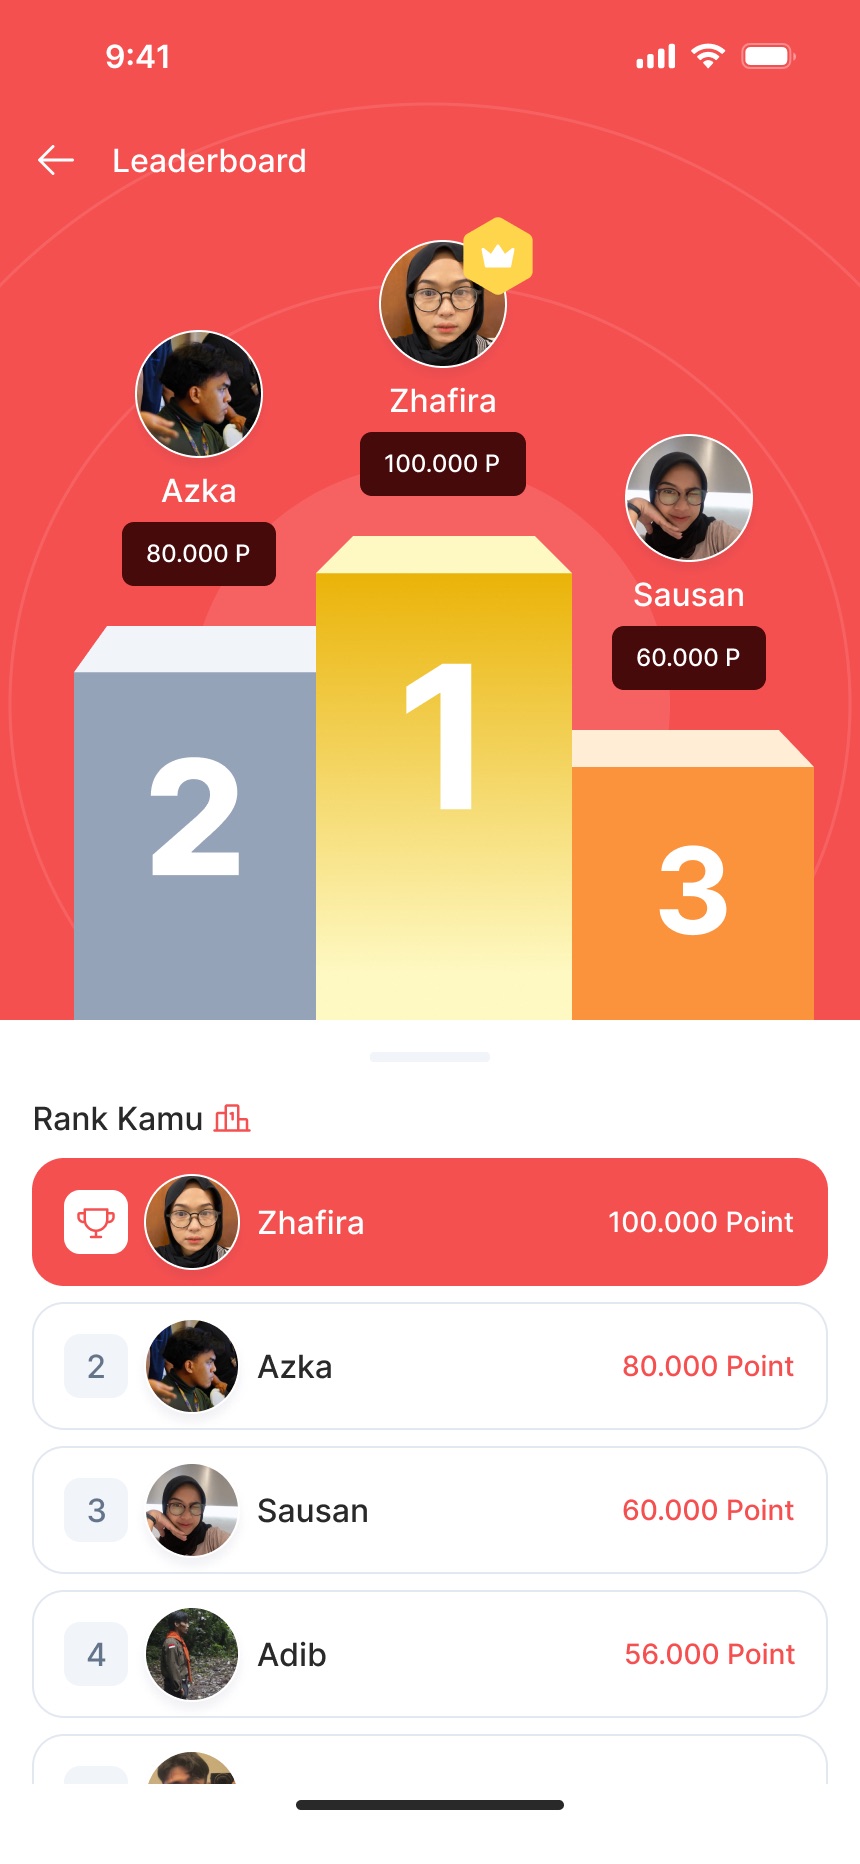 9:41
Leaderboard
Zhafira
100.000 P
Azka
80.000 P
Sausan
60.000 P
1
2
3
Rank Kamu
1
Zhafira
100.000 Point
2
Azka
80.000 Point
3
Sausan
60.000 Point
4
Adib
56.000 Point